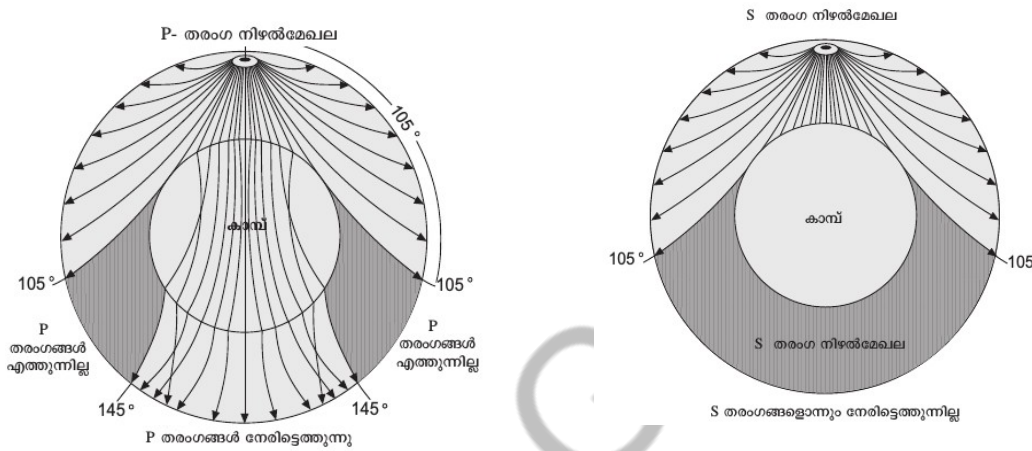 P- തരംഗ നിഴൽമേഖല
105°
കാമ്പ്
105°
105°
P
തരംഗങ്ങൾ
എത്തുന്നില്ല
P
തരംഗങ്ങൾ
എത്തുന്നില്ല
145°
145°
P തരംഗങ്ങൾ നേരിട്ടെത്തുന്നു
S തരംഗ നിഴൽമേഖല
കാമ്പ്
105°
105
S തരംഗ നിഴൽമേഖല
S തരംഗങ്ങളൊന്നും നേരിട്ടെത്തുന്നില്ല